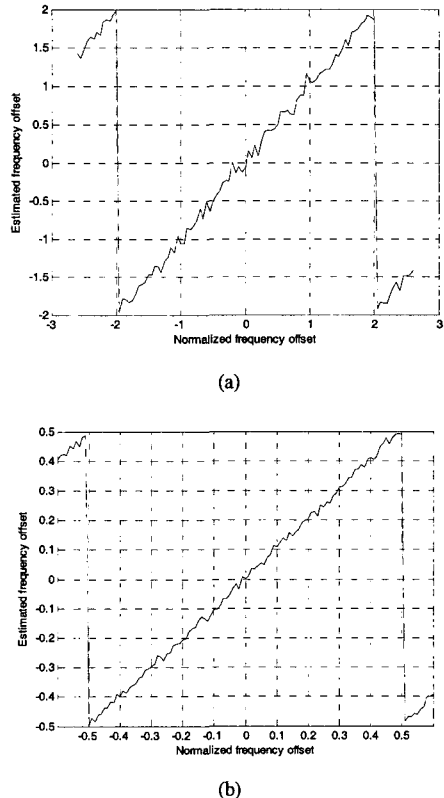 2
1.5
1
0.5
0
-0.5
-1
-1.5
-2
Estimated frequency offset
-3 -2 -1 0 1 2 3
Normalized frequency offset
(a)
0.5
0.4
0.3
0.2
0.1
0
-0.1
-0.2
-0.3
-0.4
-0.5
Estimated frequency offset
-0.5 -0.4 -0.3 -0.2 -0.1 0 0.1 0.2 0.3 0.4 0.5
Normalized frequency offset
(b)